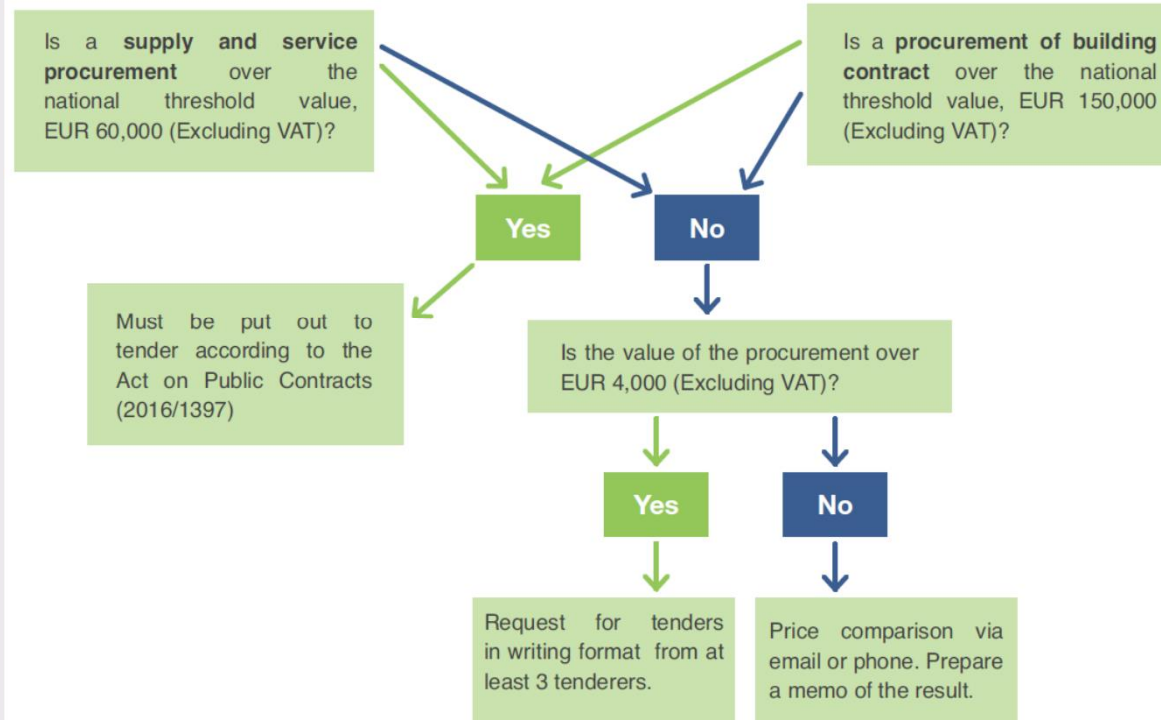 Is a supply and service
procurement over the
national threshold value,
EUR 60,000 (Excluding VAT)?
Is a procurement of building
contract over the national
threshold value, EUR 150,000
(Excluding VAT)?
Yes
No
Must be put out to
tender according to the
Act on Public Contracts
(2016/1397)
Is the value of the procurement over
EUR 4,000 (Excluding VAT)?
Yes
No
Request for tenders
in writing format from at
least 3 tenderers.
Price comparison via
email or phone. Prepare
a memo of the result.